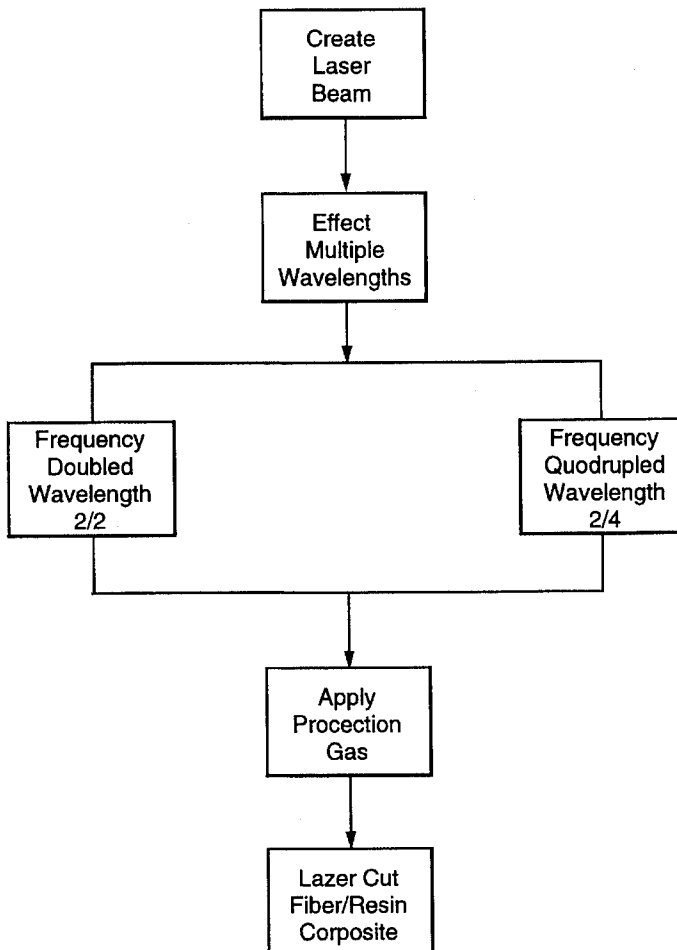 Create
Laser
Beam
Effect
Multiple
Wavelengths
Frequency
Doubled
Wavelength
2/2
Frequency
Quodrupled
Wavelength
2/4
Apply
Procection
Gas
Lazer Cut
Fiber/Resin
Corposite